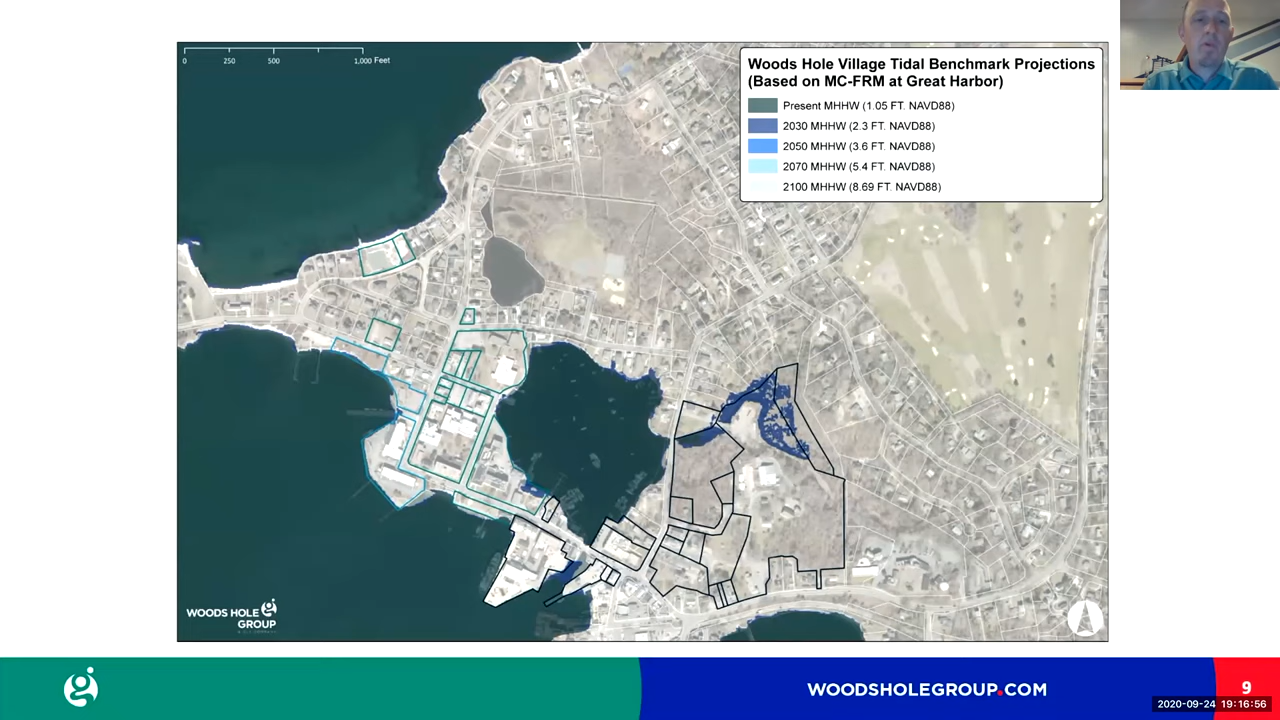 0 250 500 1,000 Feet
Woods Hole Village Tidal Benchmark Projections
(Based on MC-FRM at Great Harbor)
Present MHHW (1.05 FT. NAVD88)
2030 MHHW (2.3 FT. NAVD88)
2050 MHHW (3.6 FT. NAVD88)
2070 MHHW (5.4 FT. NAVD88)
2100 MHHW (8.69 FT. NAVD88)
WOODS HOLE
GROUP
WOODSHOLEGROUP.COM
9
2020-09-24 19:16:56